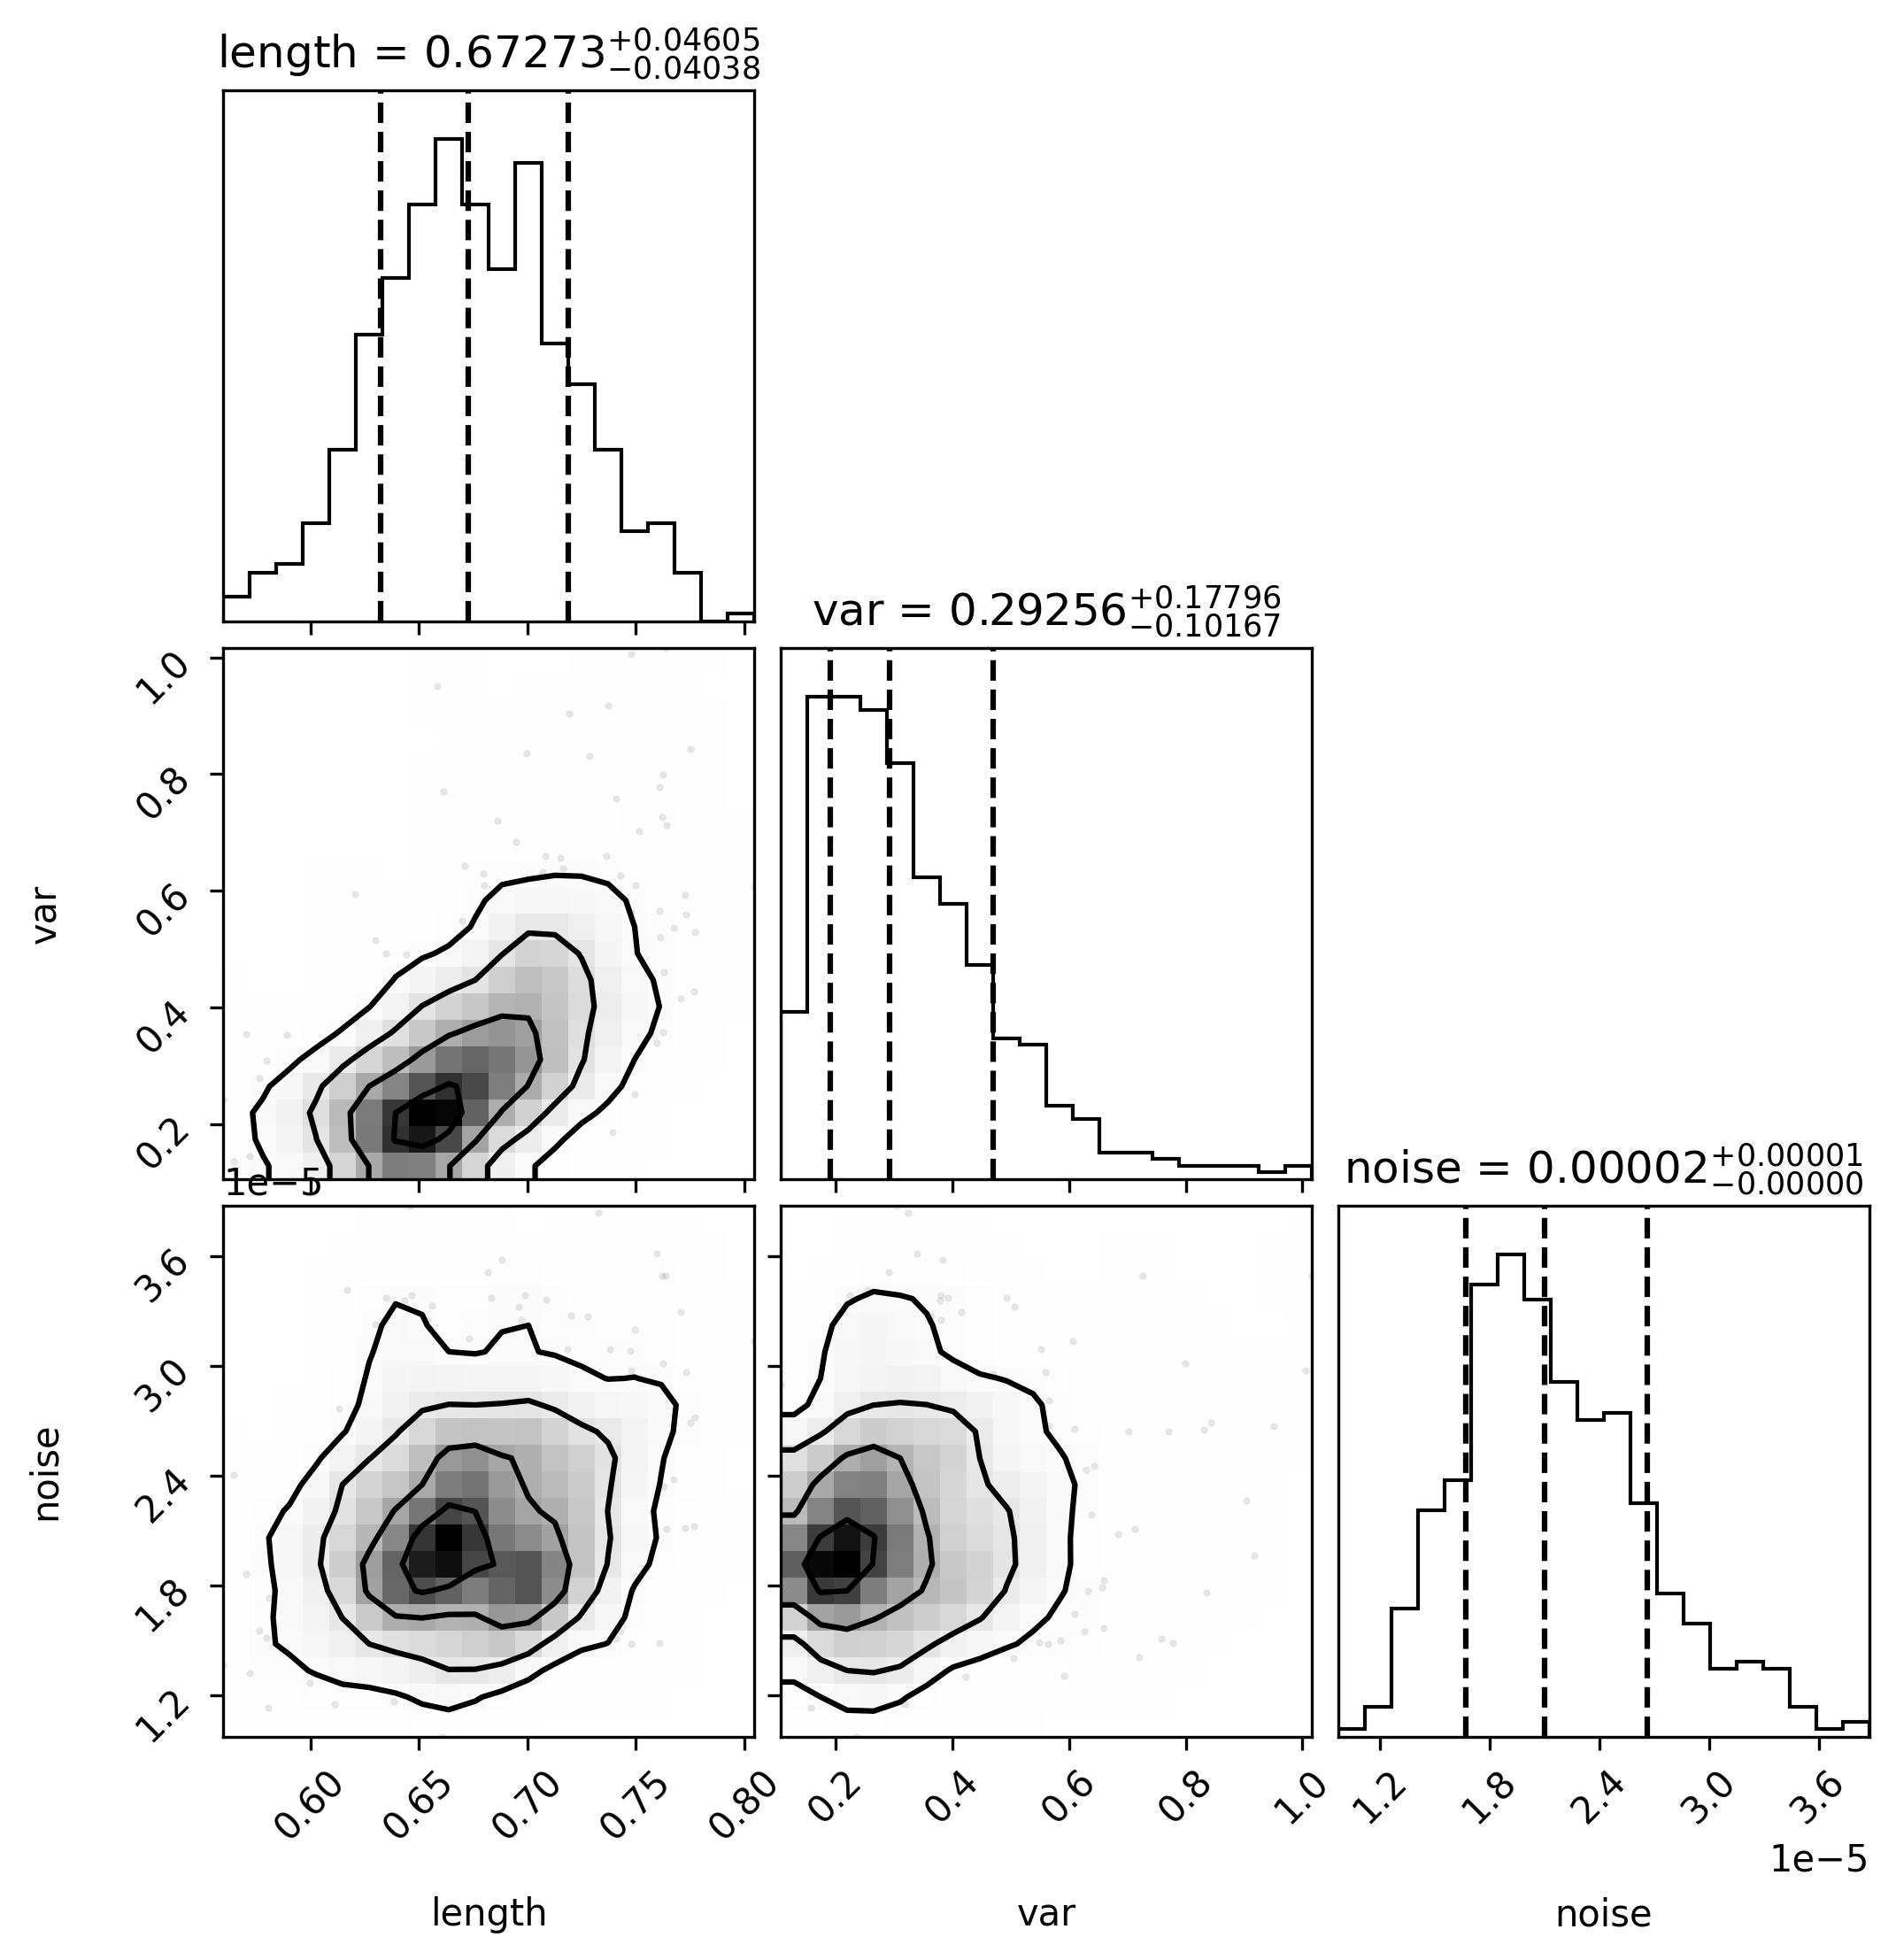 length = 0.67273 +0.04605 −0.04038
var = 0.29256 +0.17796 −0.10167
1.0
0.8
0.6
0.4
0.2
var
1e−5
noise = 0.00002 +0.00001 −0.00000
3.6
3.0
2.4
1.8
1.2
noise
0.60 0.65 0.70 0.75 0.80 0.2 0.4 0.6 0.8 1.0 1.2 1.8 2.4 3.0 3.6
1e−5
length var noise